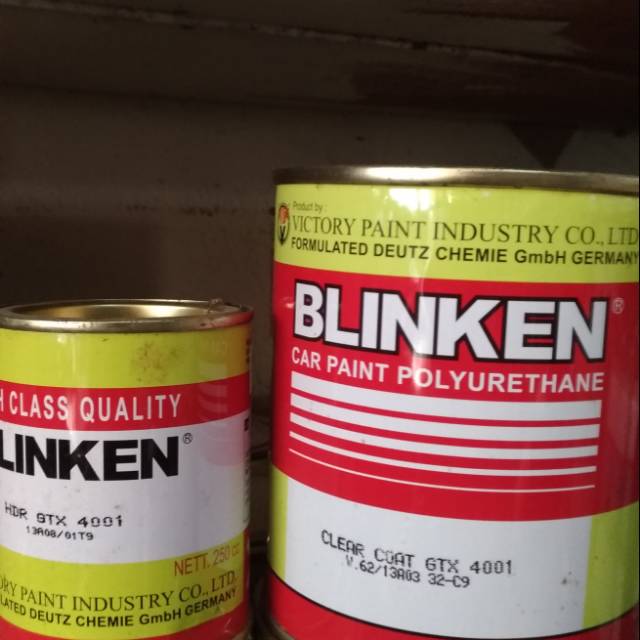 H CLASS QUALITY
LINKEN®
HDR GTX 4001
13A08/01T9
NETT. 250 cc
ORY PAINT INDUSTRY CO., LTD.
LATED DEUTZ CHEMIE GmbH GERMANY
Product by :
VICTORY PAINT INDUSTRY CO., LTD
FORMULATED DEUTZ CHEMIE GmbH GERMANY
BLINKEN®
CAR PAINT POLYURETHANE
CLEAR COAT GTX 4001
V.62/13A03 32-C9